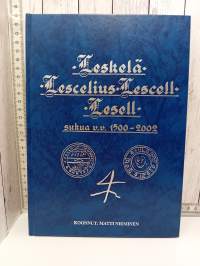 ·Leskelä·
·Lescelius·Lescell·
·Lesell·
sukua v.v. 1500-2002
KOONNUT: MATTI NIEMINEN